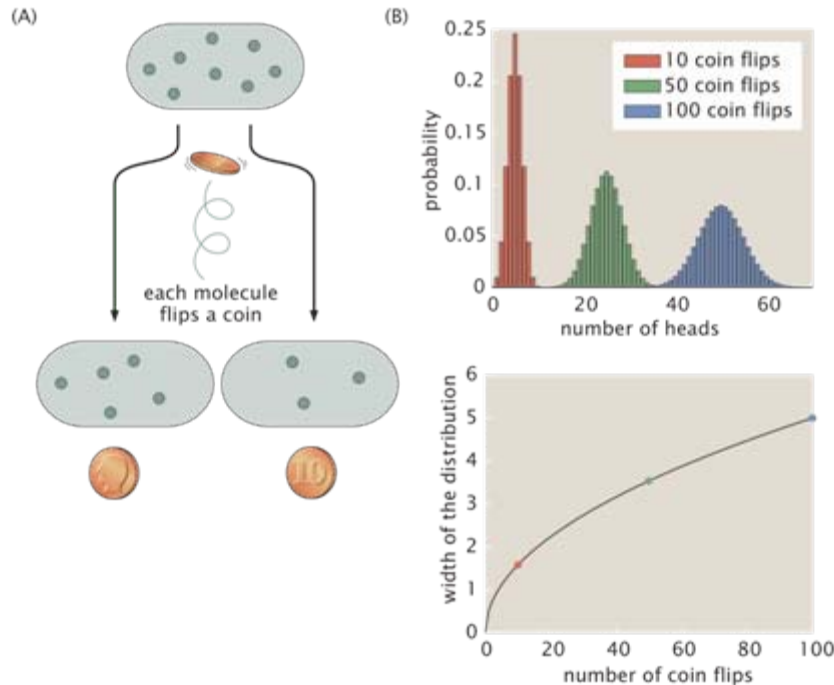 (A)
each molecule
flips a coin
10
(B)
0.25
0.2
0.15
0.1
0.05
0
probability
10 coin flips
50 coin flips
100 coin flips
0 20 40 60
number of heads
6
5
4
3
2
1
0
width of the distribution
0 20 40 60 80 100
number of coin flips